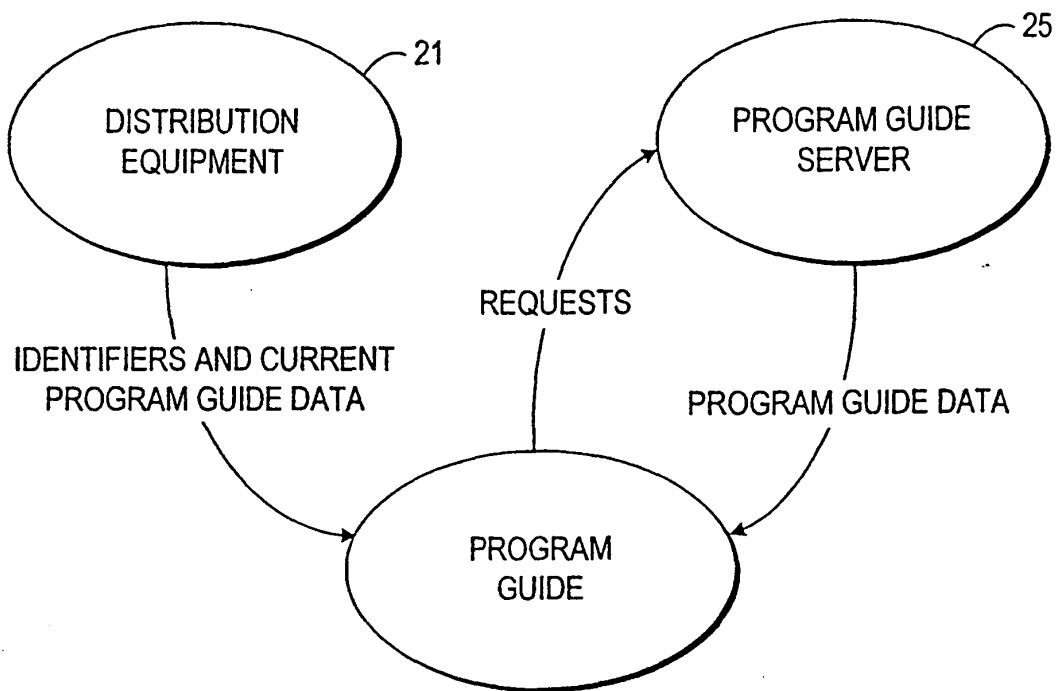 21
DISTRIBUTION
EQUIPMENT
25
PROGRAM GUIDE
SERVER
REQUESTS
IDENTIFIERS AND CURRENT
PROGRAM GUIDE DATA
PROGRAM GUIDE DATA
PROGRAM
GUIDE